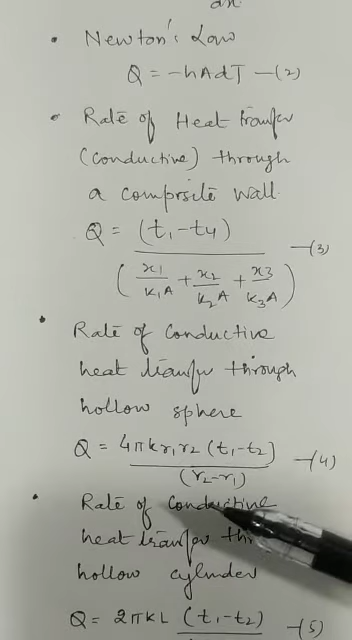 dx
• Newton's Law
Q = -hAdT -(2)
• Rate of Heat transfer
(conductive) through
a composite wall.
Q = (t₁-t₄) / (x₁/k₁A + x₂/k₂A + x₃/k₃A) -(3)
• Rate of conductive
heat transfer through
hollow sphere
Q = 4πkr₁r₂ (t₁-t₂) / (r₂-r₁) -(4)
• Rate of conductive
heat transfer thr
hollow cylinder
Q = 2πKL (t₁-t₂) -(5)